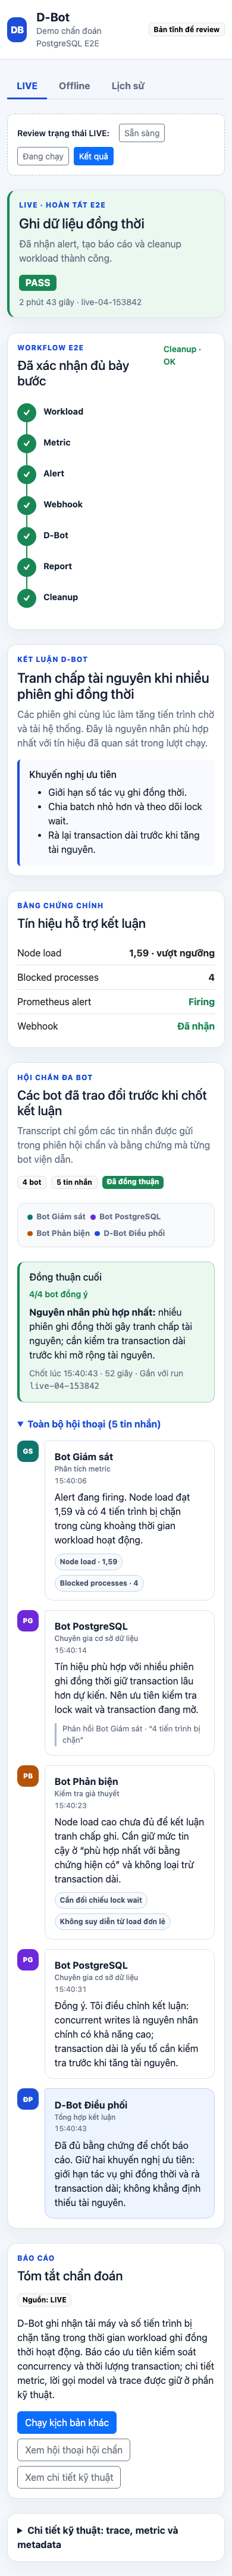 DB
D-Bot
Demo chẩn đoán
PostgreSQL E2E
Bản tĩnh để review
LIVE
Offline
Lịch sử
Review trạng thái LIVE:
Sẵn sàng
Đang chạy
Kết quả
LIVE · HOÀN TẤT E2E
Ghi dữ liệu đồng thời
Đã nhận alert, tạo báo cáo và cleanup
workload thành công.
PASS
2 phút 43 giây · live-04-153842
WORKFLOW E2E
Cleanup ·
OK
Đã xác nhận đủ bảy
bước
Workload
Metric
Alert
Webhook
D-Bot
Report
Cleanup
KẾT LUẬN D-BOT
Tranh chấp tài nguyên khi nhiều
phiên ghi đồng thời
Các phiên ghi cùng lúc làm tăng tiến trình chờ
và tải hệ thống. Đây là nguyên nhân phù hợp
nhất với tín hiệu đã quan sát trong lượt chạy.
Khuyến nghị ưu tiên
• Giới hạn số tác vụ ghi đồng thời.
• Chia batch nhỏ hơn và theo dõi lock
wait.
• Rà lại transaction dài trước khi tăng
tài nguyên.
BẰNG CHỨNG CHÍNH
Tín hiệu hỗ trợ kết luận
Node load 1,59 · vượt ngưỡng
Blocked processes 4
Prometheus alert Firing
Webhook Đã nhận
HỘI CHẨN ĐA BOT
Các bot đã trao đổi trước khi chốt
kết luận
Transcript chỉ gồm các tin nhắn được gửi
trong phiên hội chẩn và bằng chứng mà từng
bot viện dẫn.
4 bot
5 tin nhắn
Đã đồng thuận
Bot Giám sát
Bot PostgreSQL
Bot Phản biện
D-Bot Điều phối
Đồng thuận cuối
4/4 bot đồng ý
Nguyên nhân phù hợp nhất: nhiều
phiên ghi đồng thời gây tranh chấp tài
nguyên; cần kiểm tra transaction dài
trước khi mở rộng tài nguyên.
Chốt lúc 15:40:43 · 52 giây · Gắn với run
live-04-153842
▼ Toàn bộ hội thoại (5 tin nhắn)
GS
Bot Giám sát
Phân tích metric
15:40:06
Alert đang firing. Node load đạt
1,59 và có 4 tiến trình bị chặn
trong cùng khoảng thời gian
workload hoạt động.
Node load · 1,59
Blocked processes · 4
PG
Bot PostgreSQL
Chuyên gia cơ sở dữ liệu
15:40:14
Tín hiệu phù hợp với nhiều phiên
ghi đồng thời giữ transaction lâu
hơn dự kiến. Nên ưu tiên kiểm tra
lock wait và transaction đang mở.
Phản hồi Bot Giám sát · "4 tiến trình bị
chặn"
PB
Bot Phản biện
Kiểm tra giả thuyết
15:40:23
Node load cao chưa đủ để kết luận
tranh chấp ghi. Cần giữ mức tin
cậy ở “phù hợp nhất với bằng
chứng hiện có” và không loại trừ
transaction dài.
Cần đối chiếu lock wait
Không suy diễn từ load đơn lẻ
PG
Bot PostgreSQL
Chuyên gia cơ sở dữ liệu
15:40:31
Đồng ý. Tôi điều chỉnh kết luận:
concurrent writes là nguyên nhân
chính có khả năng cao;
transaction dài là yếu tố cần kiểm
tra trước khi tăng tài nguyên.
ĐP
D-Bot Điều phối
Tổng hợp kết luận
15:40:43
Đã đủ bằng chứng để chốt báo
cáo. Giữ hai khuyến nghị ưu tiên:
giới hạn tác vụ ghi đồng thời và rà
transaction dài; không khẳng định
thiếu tài nguyên.
BÁO CÁO
Tóm tắt chẩn đoán
Nguồn: LIVE
D-Bot ghi nhận tải máy và số tiến trình bị
chặn tăng trong thời gian workload ghi đồng
thời hoạt động. Báo cáo ưu tiên kiểm soát
concurrency và thời lượng transaction; chi tiết
metric, lời gọi model và trace được giữ ở phần
kỹ thuật.
Chạy kịch bản khác
Xem hội thoại hội chẩn
Xem chi tiết kỹ thuật
▶ Chi tiết kỹ thuật: trace, metric và
metadata